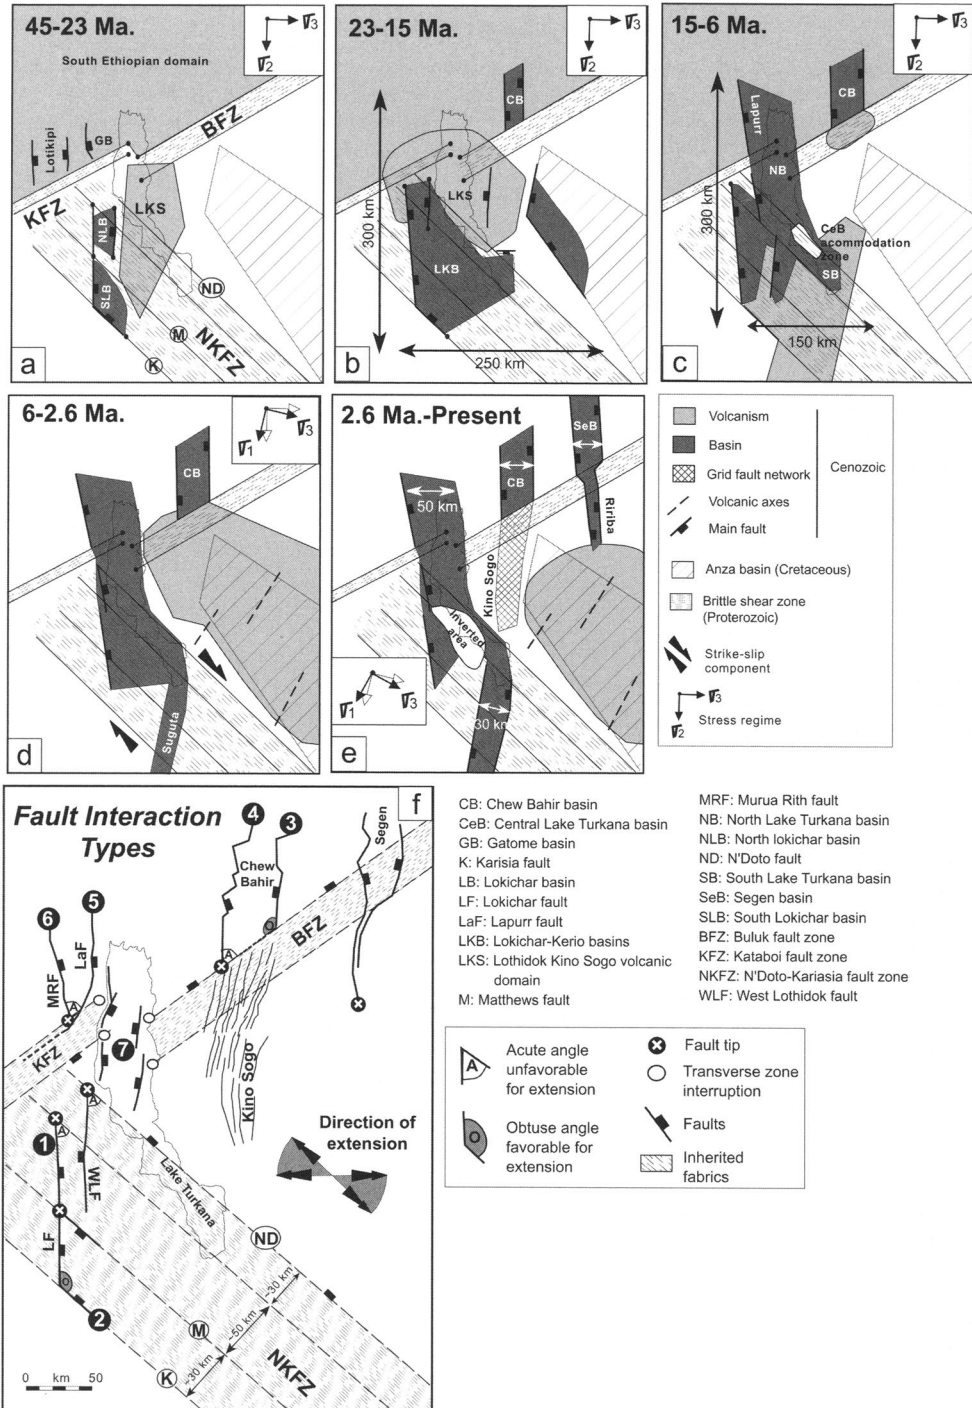 45-23 Ma.
South Ethiopian domain
σ3
σ2
BFZ
Lotikipi
GB
KFZ
LKS
NLB
SLB
ND
M
K
NKFZ
a
23-15 Ma.
σ3
σ2
CB
300 km
LKS
LKB
250 km
b
15-6 Ma.
σ3
σ2
Lapurr
CB
NB
300 km
CeB
acommodation
zone
SB
150 km
c
6-2.6 Ma.
σ1
σ3
CB
Suguta
d
2.6 Ma.-Present
SeB
CB
50 km
Ririba
Kino Sogo
Inverted
area
σ1
σ3
30 km
e
Volcanism
Basin
Grid fault network
Volcanic axes
Main fault
Cenozoic
Anza basin (Cretaceous)
Brittle shear zone
(Proterozoic)
Strike-slip
component
σ3
σ2
Stress regime
Fault Interaction
Types
f
4
3
Chew
Bahir
Segen
6
5
MRF
LaF
A
A
O
BFZ
KFZ
7
Kino Sogo
1
A
A
WLF
Direction of
extension
Lake Turkana
LF
O
2
ND
~30 km
~50 km
M
~30 km
K
NKFZ
0 km 50
CB: Chew Bahir basin
CeB: Central Lake Turkana basin
GB: Gatome basin
K: Karisia fault
LB: Lokichar basin
LF: Lokichar fault
LaF: Lapurr fault
LKB: Lokichar-Kerio basins
LKS: Lothidok Kino Sogo volcanic
domain
M: Matthews fault
MRF: Murua Rith fault
NB: North Lake Turkana basin
NLB: North lokichar basin
ND: N'Doto fault
SB: South Lake Turkana basin
SeB: Segen basin
SLB: South Lokichar basin
BFZ: Buluk fault zone
KFZ: Kataboi fault zone
NKFZ: N'Doto-Kariasia fault zone
WLF: West Lothidok fault
A
Acute angle
unfavorable
for extension
O
Obtuse angle
favorable for
extension
Fault tip
Transverse zone
interruption
Faults
Inherited
fabrics